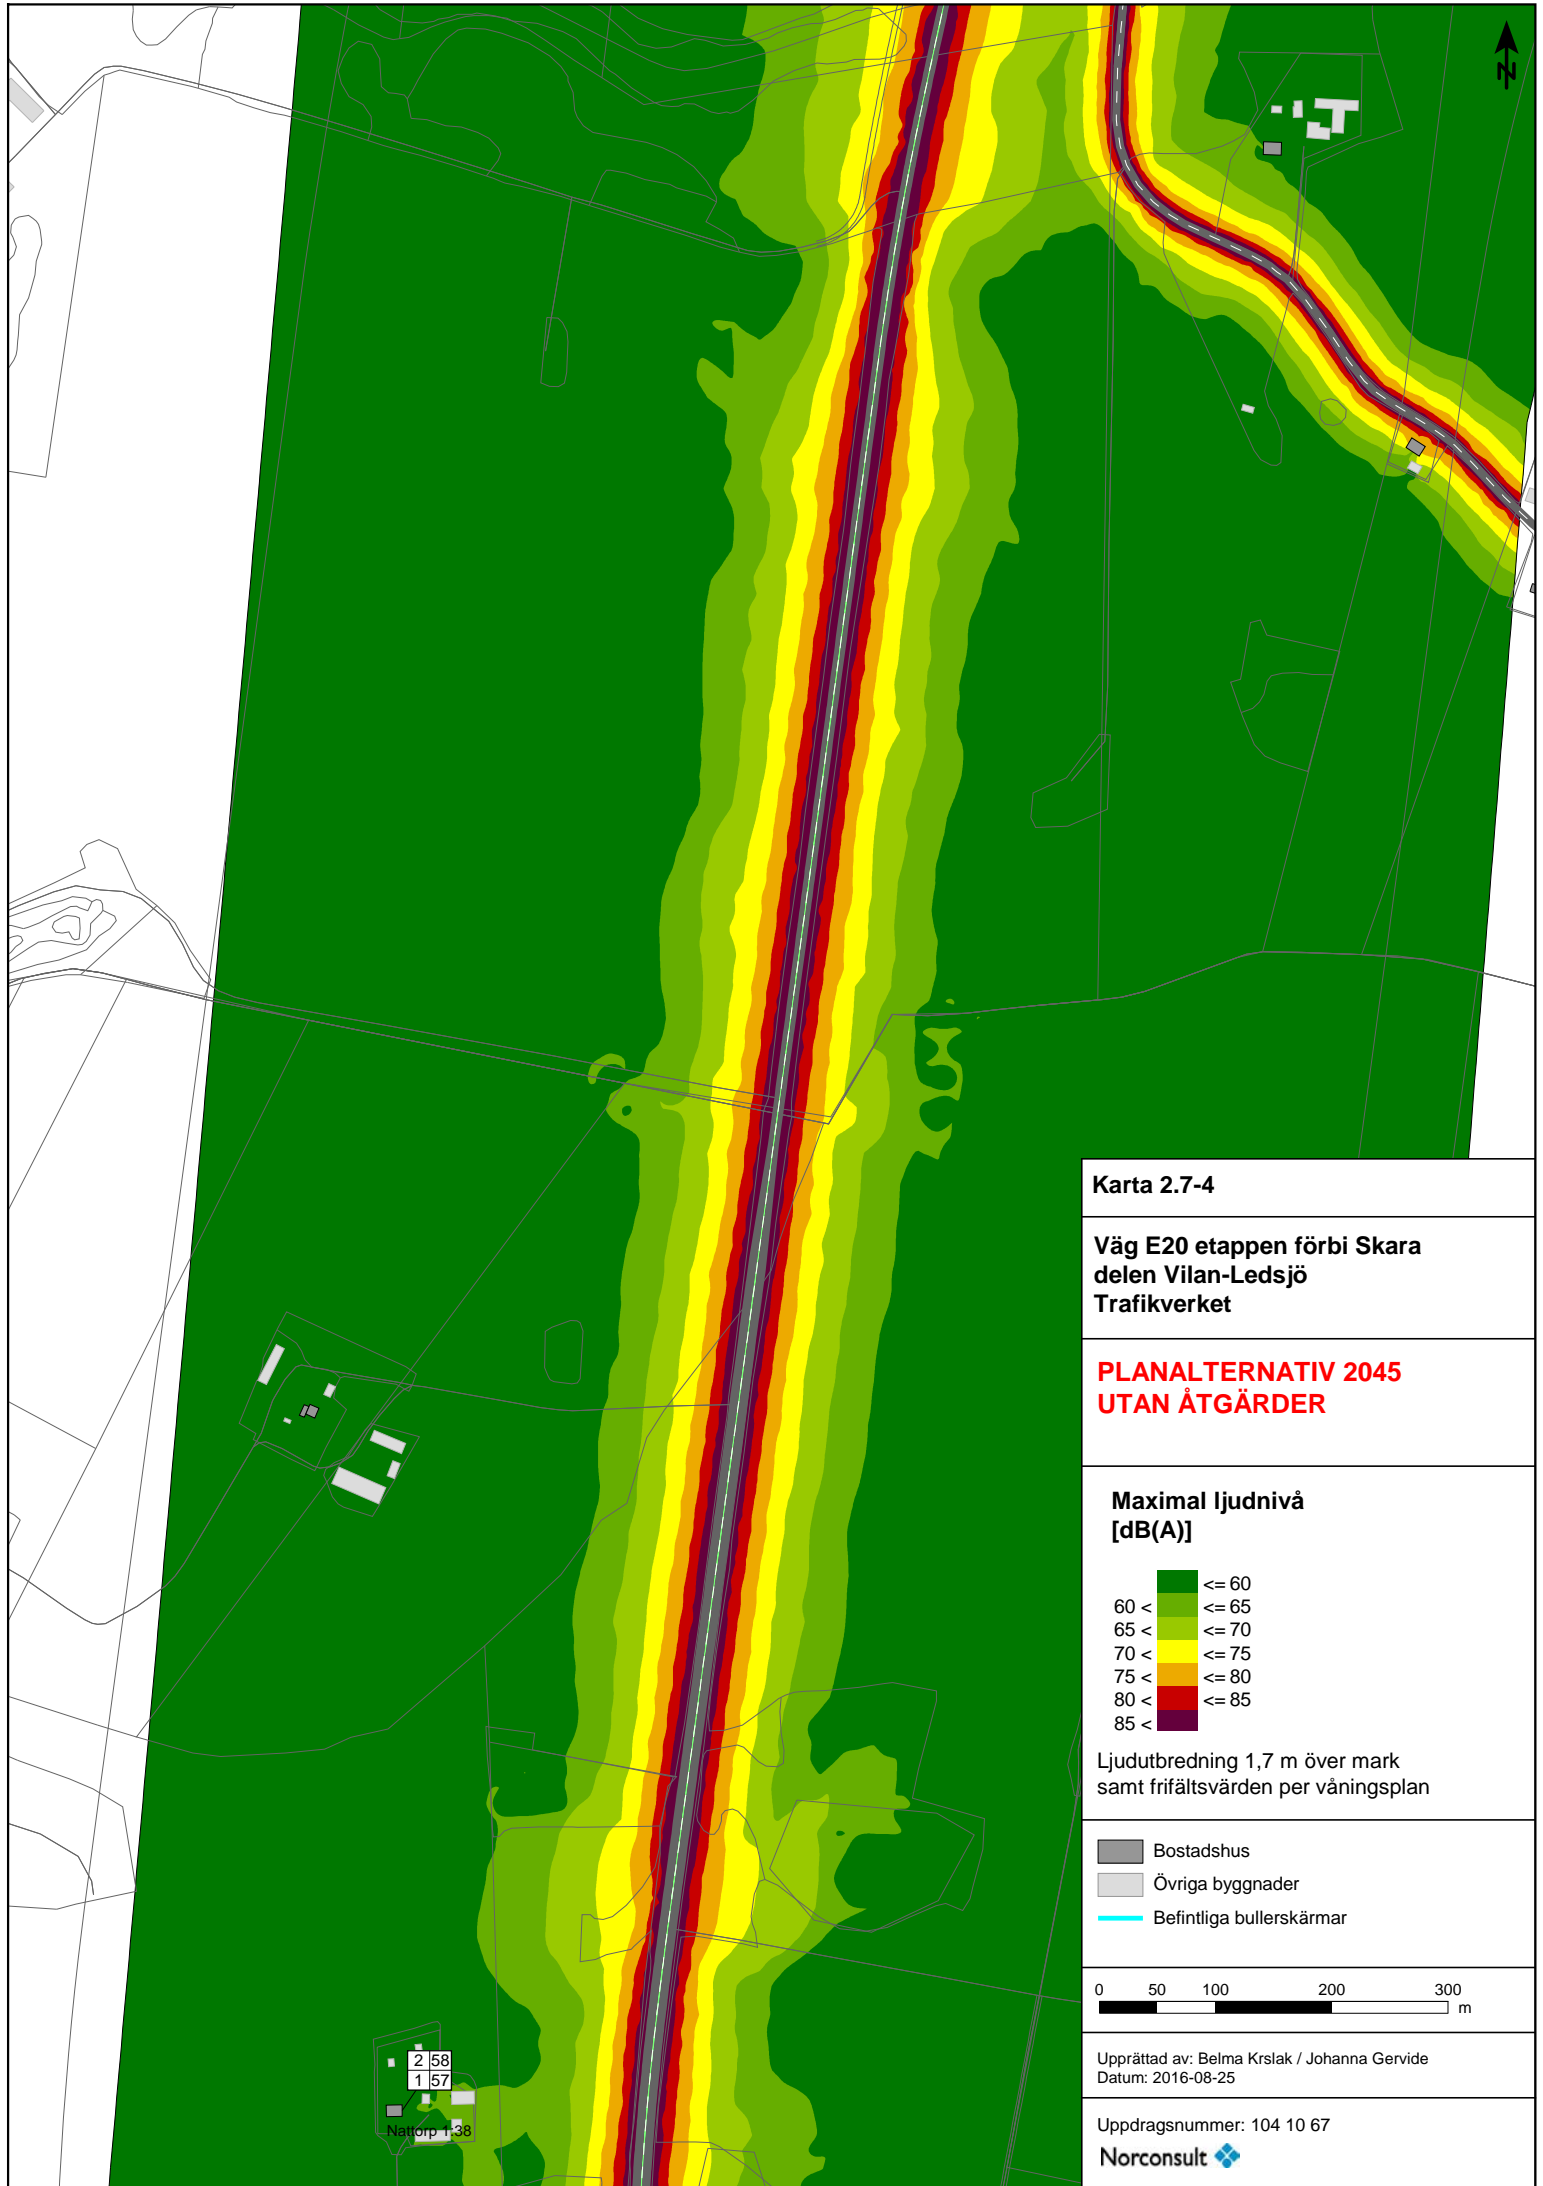 N
Karta 2.7-4
Väg E20 etappen förbi Skara
delen Vilan-Ledsjö
Trafikverket
PLANALTERNATIV 2045
UTAN ÅTGÄRDER
Maximal ljudnivå
[dB(A)]
<= 60
60 < <= 65
65 < <= 70
70 < <= 75
75 < <= 80
80 < <= 85
85 <
Ljudutbredning 1,7 m över mark
samt frifältsvärden per våningsplan
Bostadshus
Övriga byggnader
Befintliga bullerskärmar
0 50 100 200 300
m
Upprättad av: Belma Krslak / Johanna Gervide
Datum: 2016-08-25
Uppdragsnummer: 104 10 67
Norconsult
2 58
1 57
Nattorp 1:38